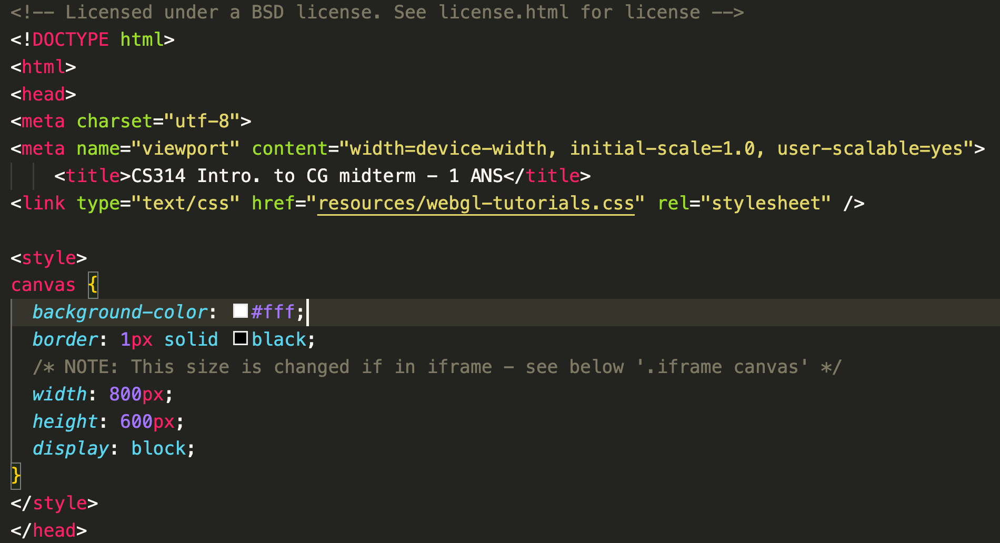 <!-- Licensed under a BSD license. See license.html for license -->
<!DOCTYPE html>
<html>
<head>
<meta charset="utf-8">
<meta name="viewport" content="width=device-width, initial-scale=1.0, user-scalable=yes">
    <title>CS314 Intro. to CG midterm - 1 ANS</title>
<link type="text/css" href="resources/webgl-tutorials.css" rel="stylesheet" />

<style>
canvas {
  background-color: #fff;
  border: 1px solid black;
  /* NOTE: This size is changed if in iframe - see below '.iframe canvas' */
  width: 800px;
  height: 600px;
  display: block;
}
</style>
</head>